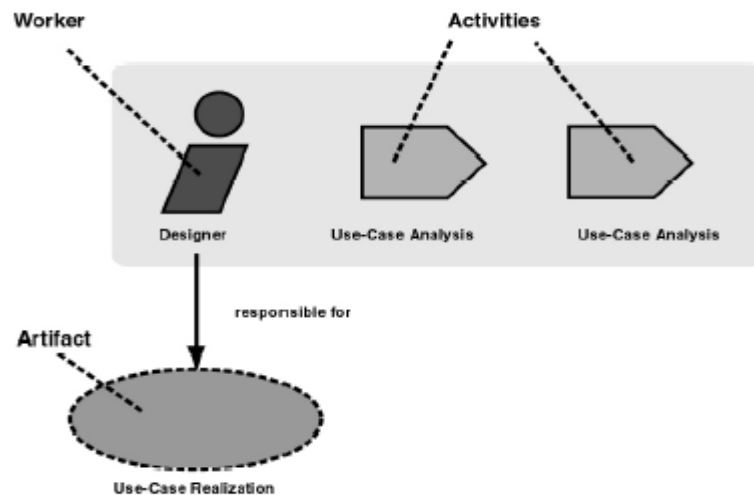 Worker
Activities
Designer
Use-Case Analysis
Use-Case Analysis
responsible for
Artifact
Use-Case Realization